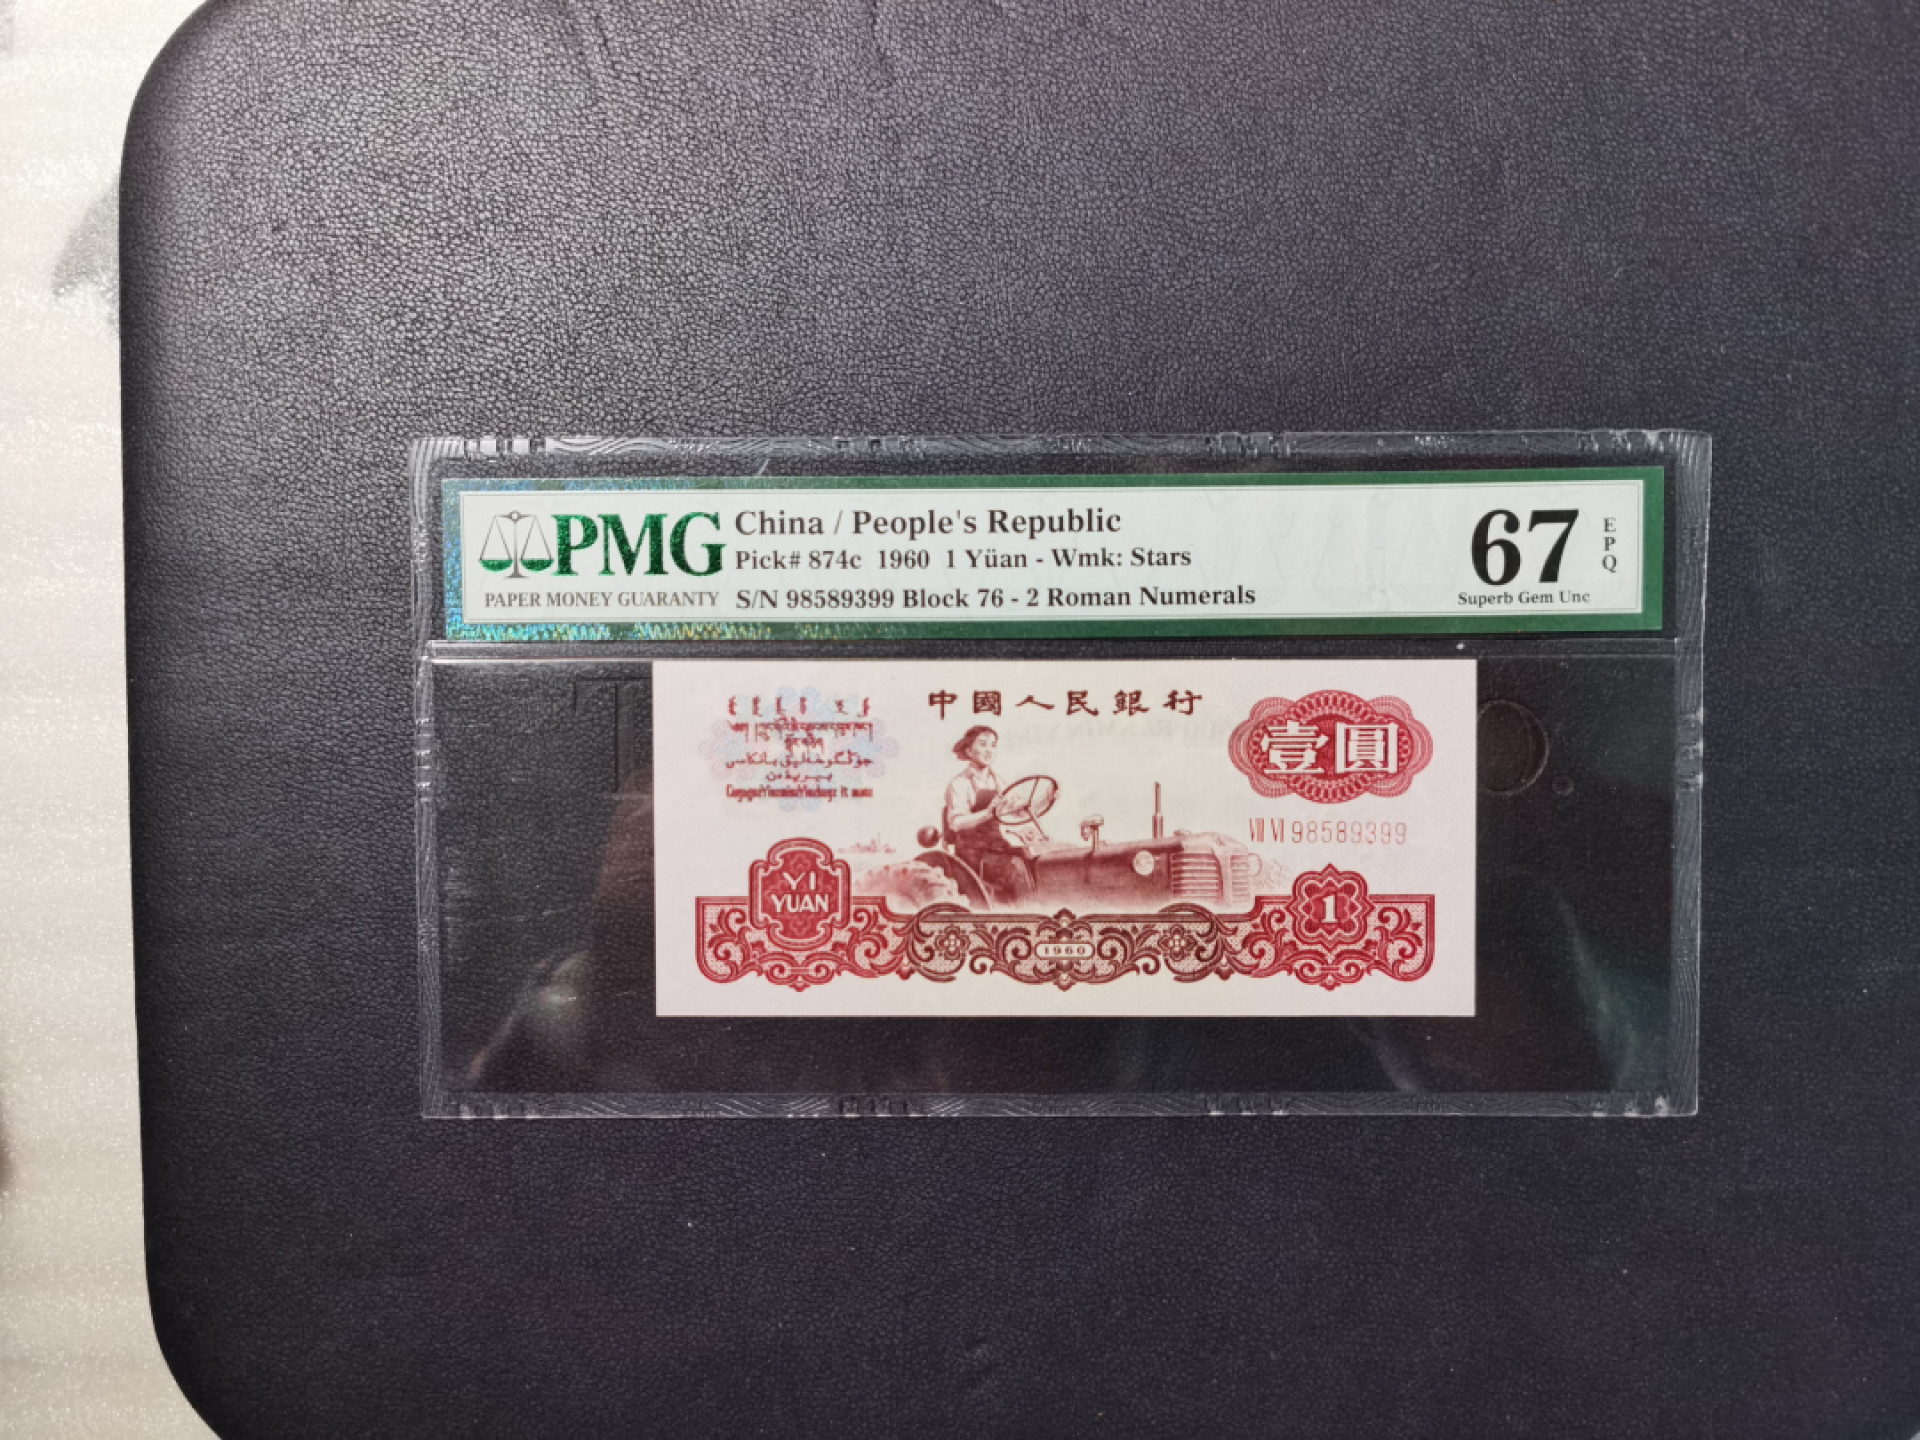 PMG
PAPER MONEY GUARANTY
China / People's Republic
Pick# 874c 1960 1 Yüan - Wmk: Stars
S/N 98589399 Block 76 - 2 Roman Numerals
67
EPQ
Superb Gem Unc
中國人民銀行
壹圓
VII VI 98589399
YI
YUAN
1960
1